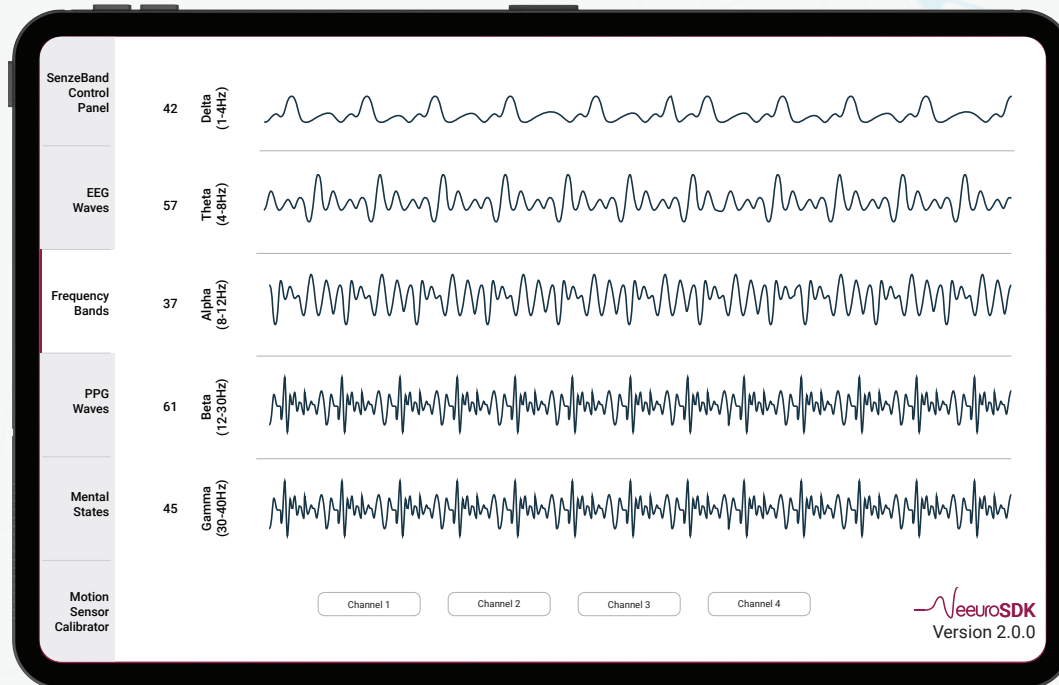 SenzeBand
Control
Panel
EEG
Waves
Frequency
Bands
PPG
Waves
Mental
States
Motion
Sensor
Calibrator
42
Delta
(1-4Hz)
57
Theta
(4-8Hz)
37
Alpha
(8-12Hz)
61
Beta
(12-30Hz)
45
Gamma
(30-40Hz)
Channel 1
Channel 2
Channel 3
Channel 4
NeeuroSDK
Version 2.0.0